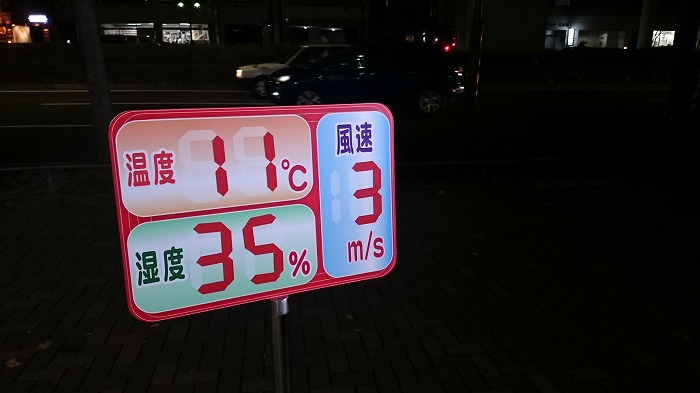 温度 11℃
湿度 35%
風速
3
m/s